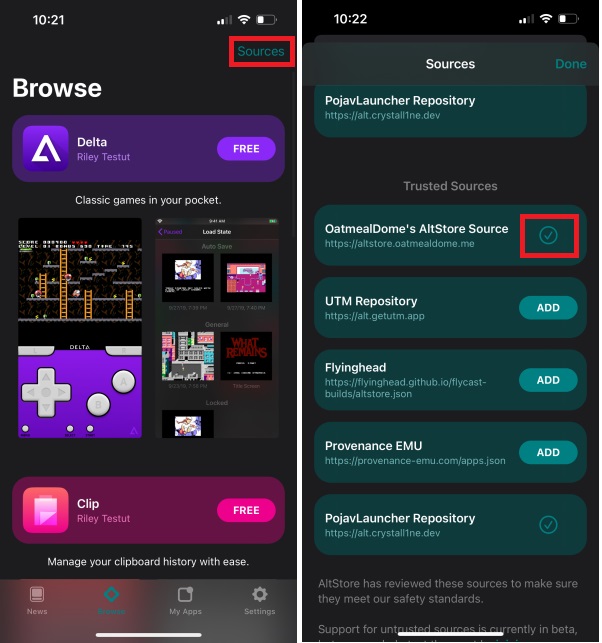 10:21
Sources
Browse
Delta
Riley Testut
FREE
Classic games in your pocket.
DELTA
Paused
Load State
Auto Save
General
WHAT
REMAINS
Title Screen
Locked
Clip
Riley Testut
FREE
Manage your clipboard history with ease.
News
Browse
My Apps
Settings
10:22
Sources
Done
PojavLauncher Repository
https://alt.crystall1ne.dev
Trusted Sources
OatmealDome's AltStore Source
https://altstore.oatmealdome.me
UTM Repository
https://alt.getutm.app
ADD
Flyinghead
https://flyinghead.github.io/flycast-
builds/altstore.json
ADD
Provenance EMU
https://provenance-emu.com/apps.json
ADD
PojavLauncher Repository
https://alt.crystall1ne.dev
AltStore has reviewed these sources to make sure
they meet our safety standards.
Support for untrusted sources is currently in beta,